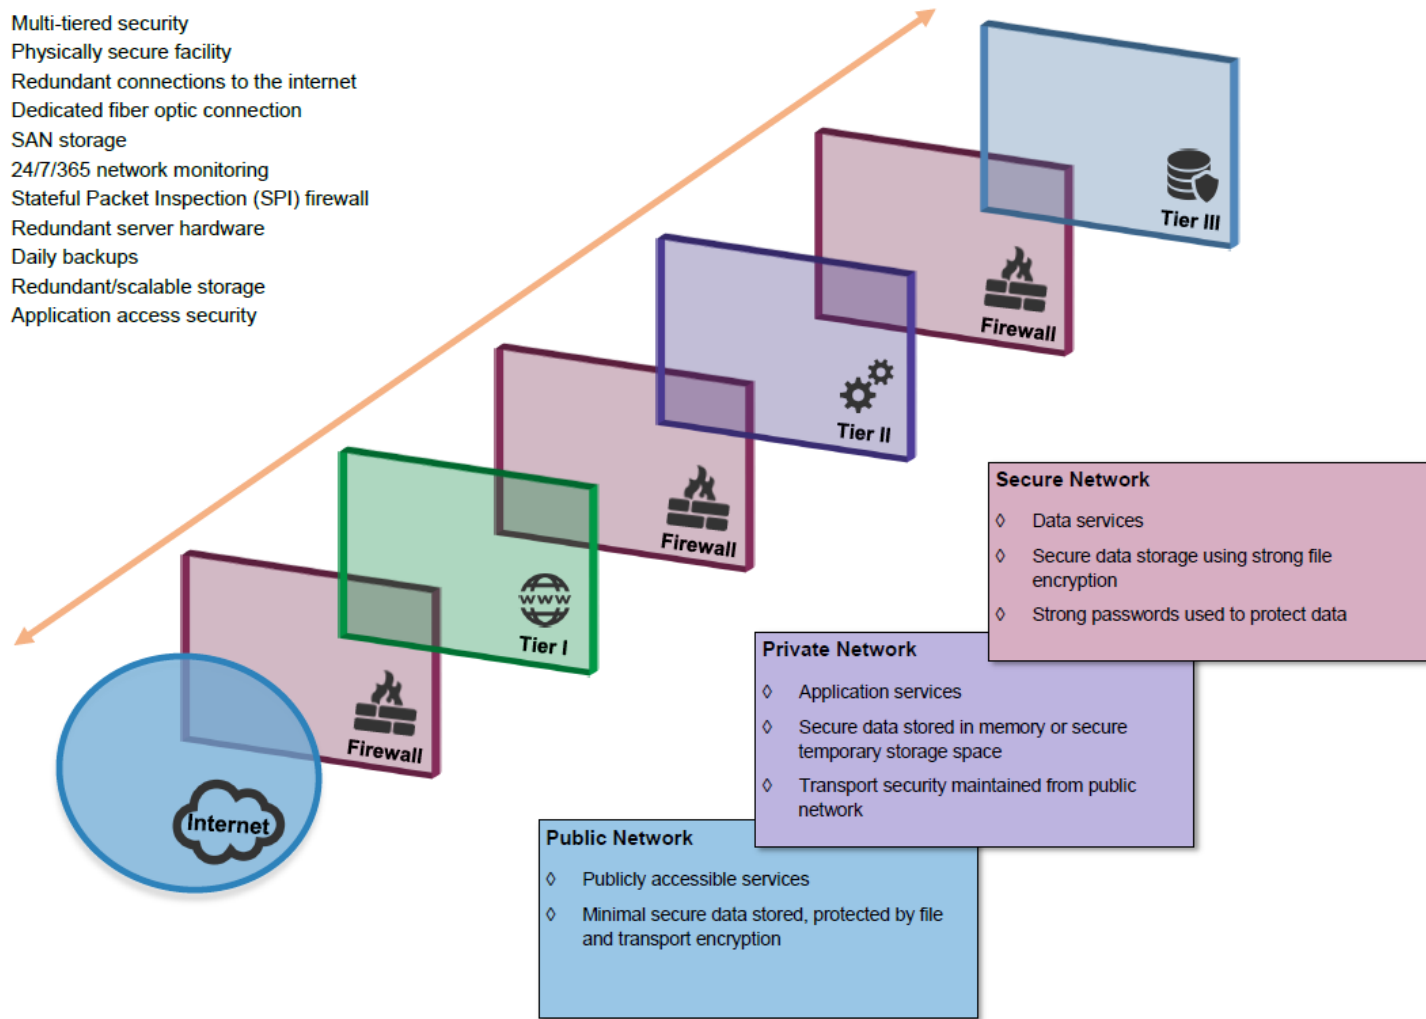 Multi-tiered security
Physically secure facility
Redundant connections to the internet
Dedicated fiber optic connection
SAN storage
24/7/365 network monitoring
Stateful Packet Inspection (SPI) firewall
Redundant server hardware
Daily backups
Redundant/scalable storage
Application access security
Tier III
Firewall
Tier II
Firewall
WWW
Tier I
Firewall
Internet
Secure Network
◊ Data services
◊ Secure data storage using strong file
encryption
◊ Strong passwords used to protect data
Private Network
◊ Application services
◊ Secure data stored in memory or secure
temporary storage space
◊ Transport security maintained from public
network
Public Network
◊ Publicly accessible services
◊ Minimal secure data stored, protected by file
and transport encryption